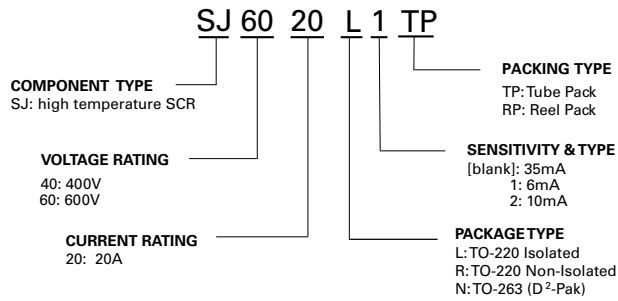 SJ 60 20 L 1 TP
COMPONENT TYPE
SJ: high temperature SCR
VOLTAGE RATING
40: 400V
60: 600V
CURRENT RATING
20: 20A
PACKING TYPE
TP: Tube Pack
RP: Reel Pack
SENSITIVITY & TYPE
[blank]: 35mA
1: 6mA
2: 10mA
PACKAGE TYPE
L: TO-220 Isolated
R: TO-220 Non-Isolated
N: TO-263 (D²-Pak)